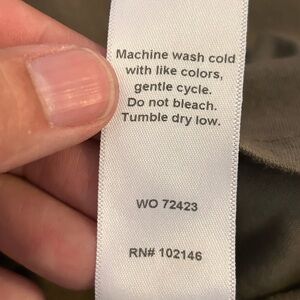 Machine wash cold
with like colors,
gentle cycle.
Do not bleach.
Tumble dry low.
WO 72423
RN# 102146